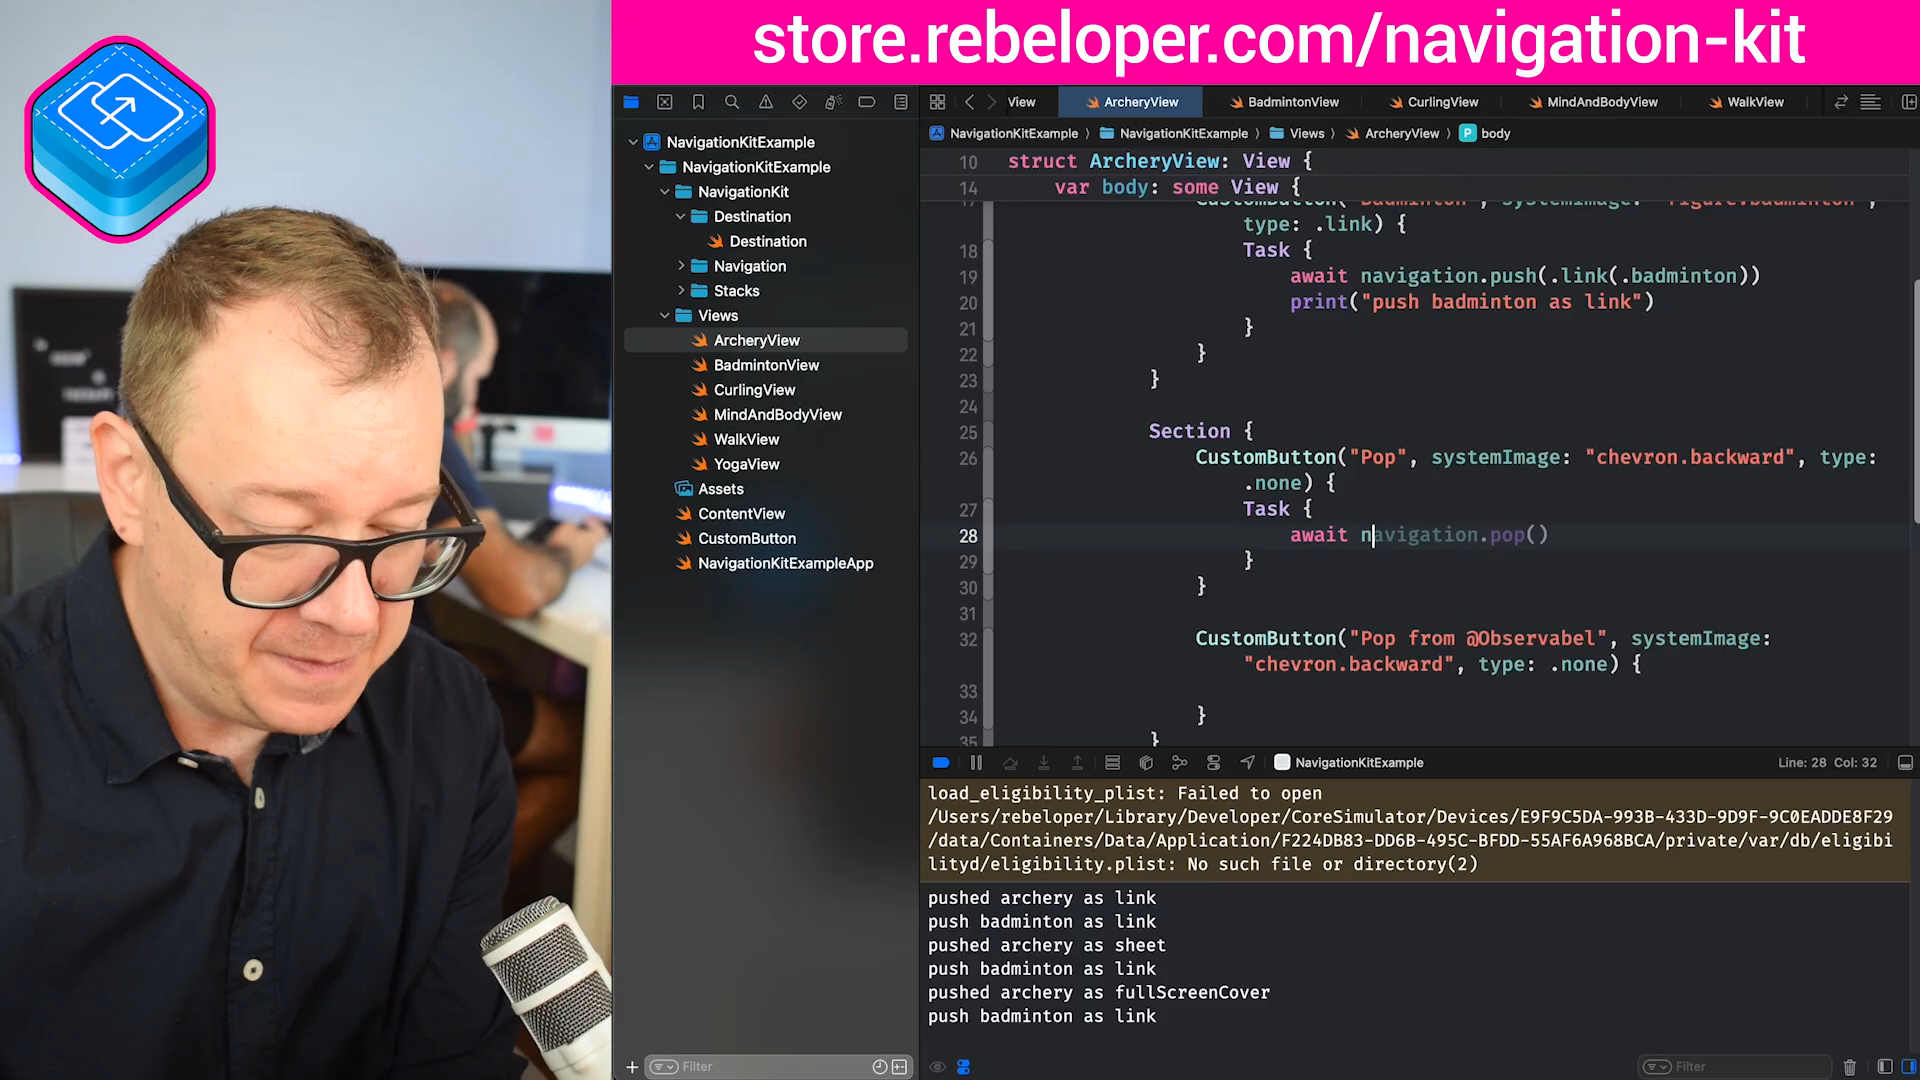 store.rebeloper.com/navigation-kit
View
ArcheryView
BadmintonView
CurlingView
MindAndBodyView
WalkView
NavigationKitExample
NavigationKitExample
Views
ArcheryView
P
body
NavigationKitExample
NavigationKitExample
NavigationKit
Destination
Destination
Navigation
Stacks
Views
ArcheryView
BadmintonView
CurlingView
MindAndBodyView
WalkView
YogaView
Assets
ContentView
CustomButton
NavigationKitExampleApp
Filter
10 struct ArcheryView: View {
14 var body: some View {
17 CustomButton("Badminton", systemImage: "figure.badminton",
type: .link) {
18 Task {
19 await navigation.push(.link(.badminton))
20 print("push badminton as link")
21 }
22 }
23 }
24
25 Section {
26 CustomButton("Pop", systemImage: "chevron.backward", type:
.none) {
27 Task {
28 await navigation.pop()
29 }
30 }
31
32 CustomButton("Pop from @Observabel", systemImage:
"chevron.backward", type: .none) {
33
34 }
35 }
NavigationKitExample
Line: 28 Col: 32
load_eligibility_plist: Failed to open
/Users/rebeloper/Library/Developer/CoreSimulator/Devices/E9F9C5DA-993B-433D-9D9F-9C0EADDE8F29
/data/Containers/Data/Application/F224DB83-DD6B-495C-BFDD-55AF6A968BCA/private/var/db/eligibi
lityd/eligibility.plist: No such file or directory(2)
pushed archery as link
push badminton as link
pushed archery as sheet
push badminton as link
pushed archery as fullScreenCover
push badminton as link
Filter